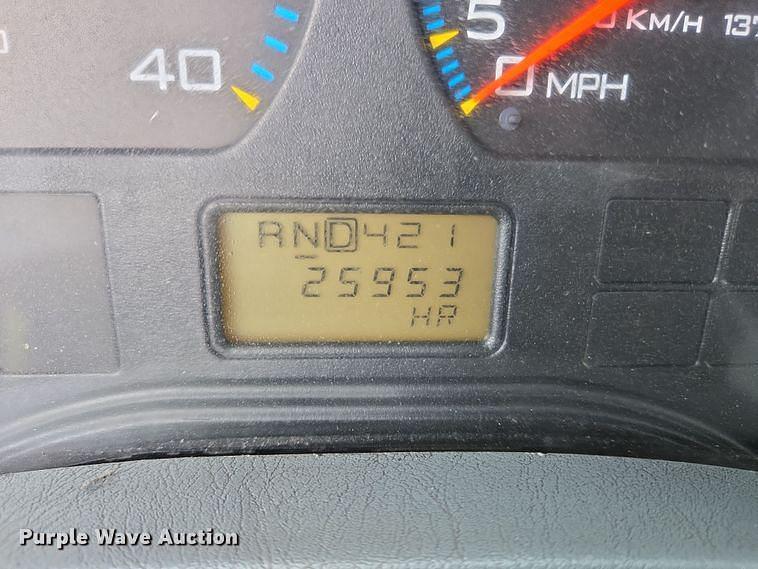 5 Km/H
40
0 MPH
RND421
25953
HR
Purple Wave Auction